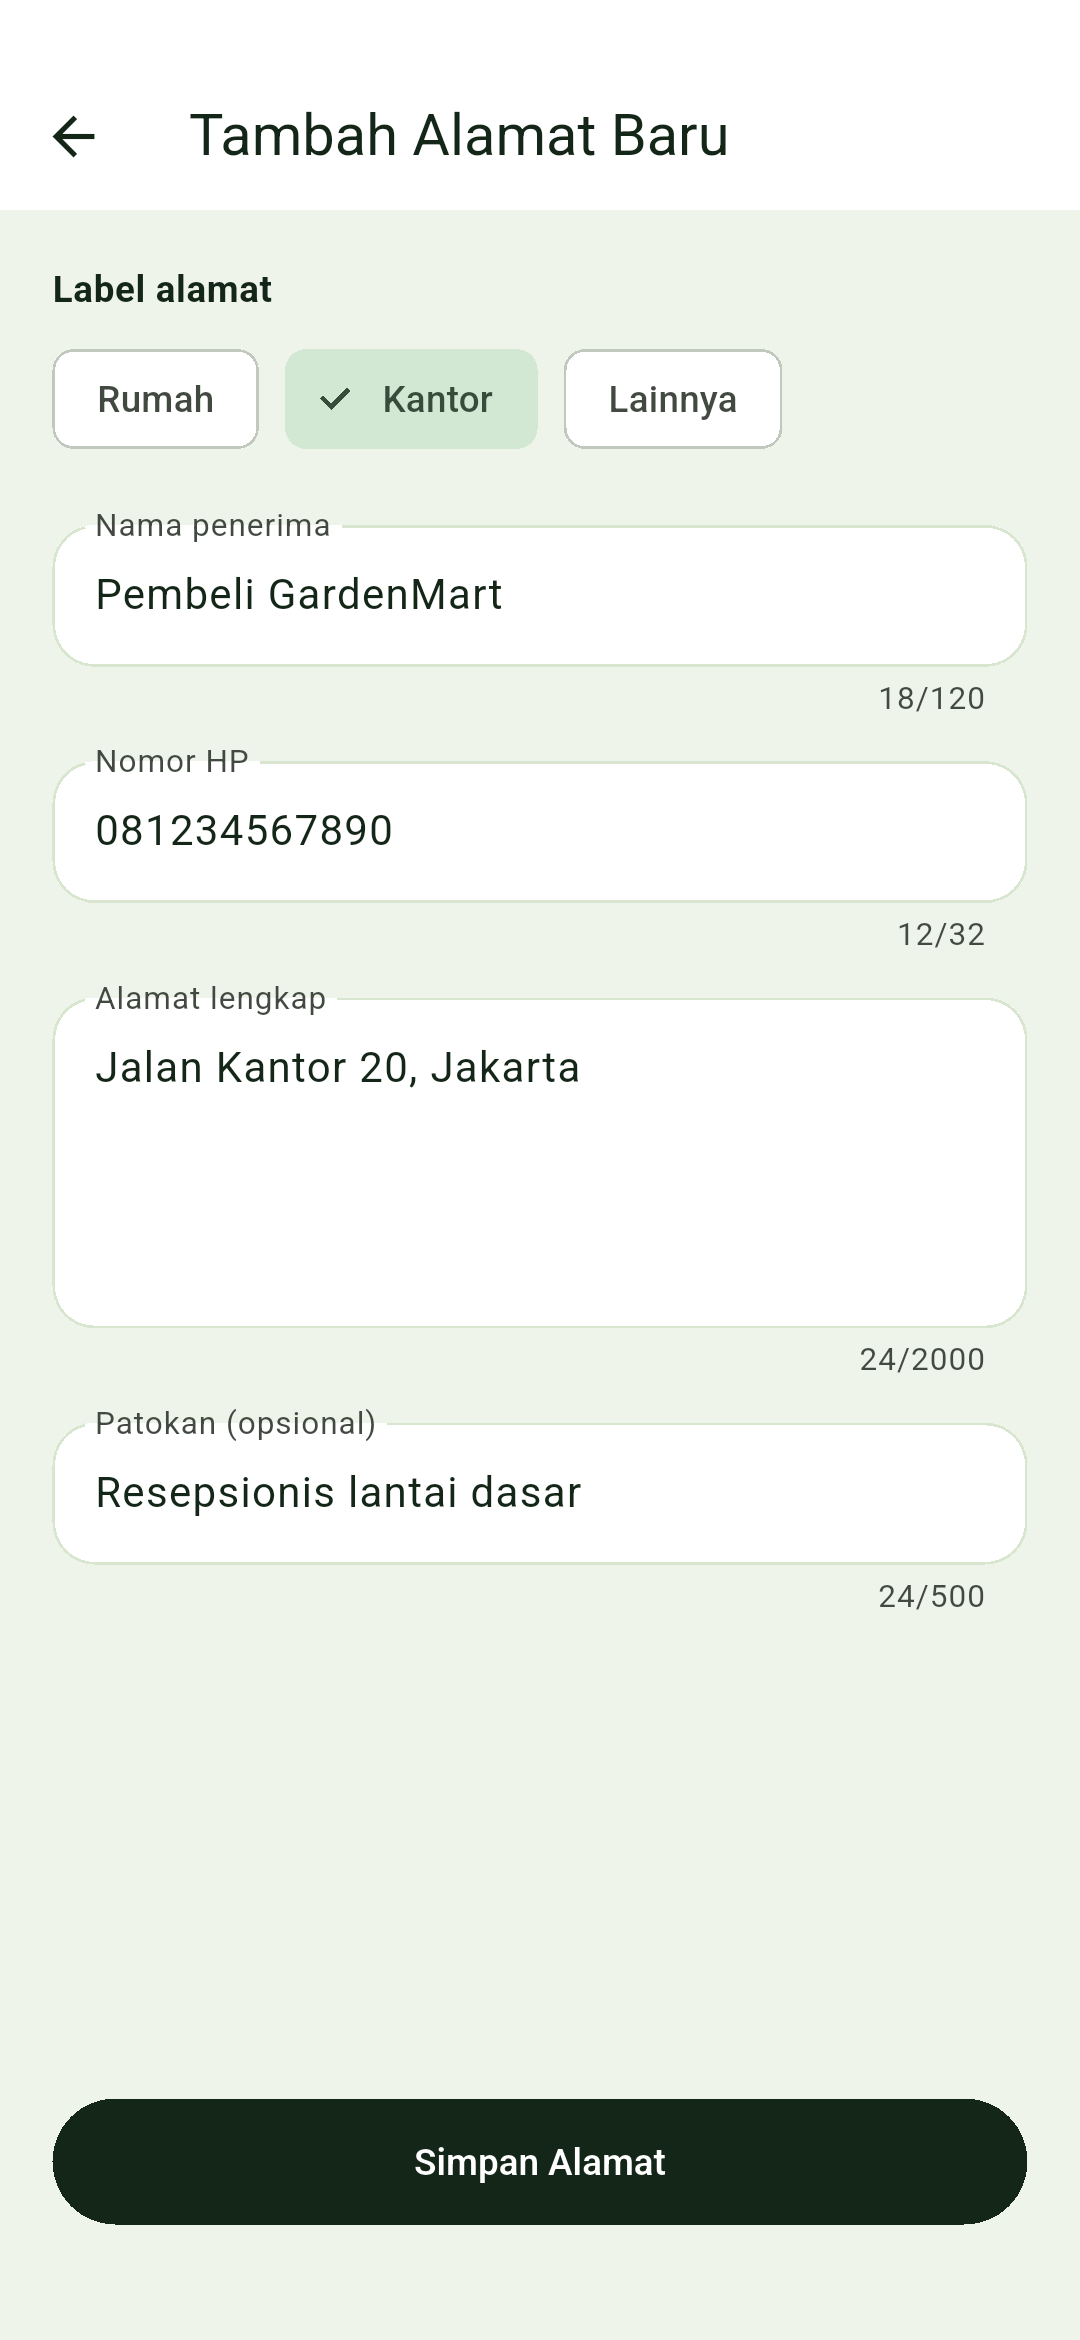 Tambah Alamat Baru
Label alamat
Rumah
Kantor
Lainnya
Nama penerima
Pembeli GardenMart
18/120
Nomor HP
081234567890
12/32
Alamat lengkap
Jalan Kantor 20, Jakarta
24/2000
Patokan (opsional)
Resepsionis lantai dasar
24/500
Simpan Alamat